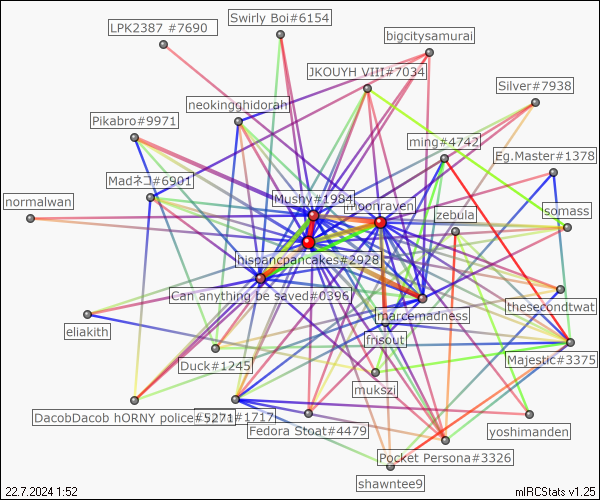 LPK2387 #7690
Swirly Boi#6154
bigcitysamurai
JKOUYH VIII#7034
Silver#7938
neokingghidorah
Pikabro#9971
ming#4742
Eg.Master#1378
Madネコ#6901
Mushy#1984
moonraven
normalwan
zebula
somass
hispancpancakes#2928
Can anything be saved#0396
thesecondtwat
marcemadness
eliakith
frisout
Duck#1245
Majestic#3375
mukszi
DacobDacob hORNY police#5271
#1717
Fedora Stoat#4479
yoshimanden
Pocket Persona#3326
shawntee9
22.7.2024 1:52
mIRCStats v1.25